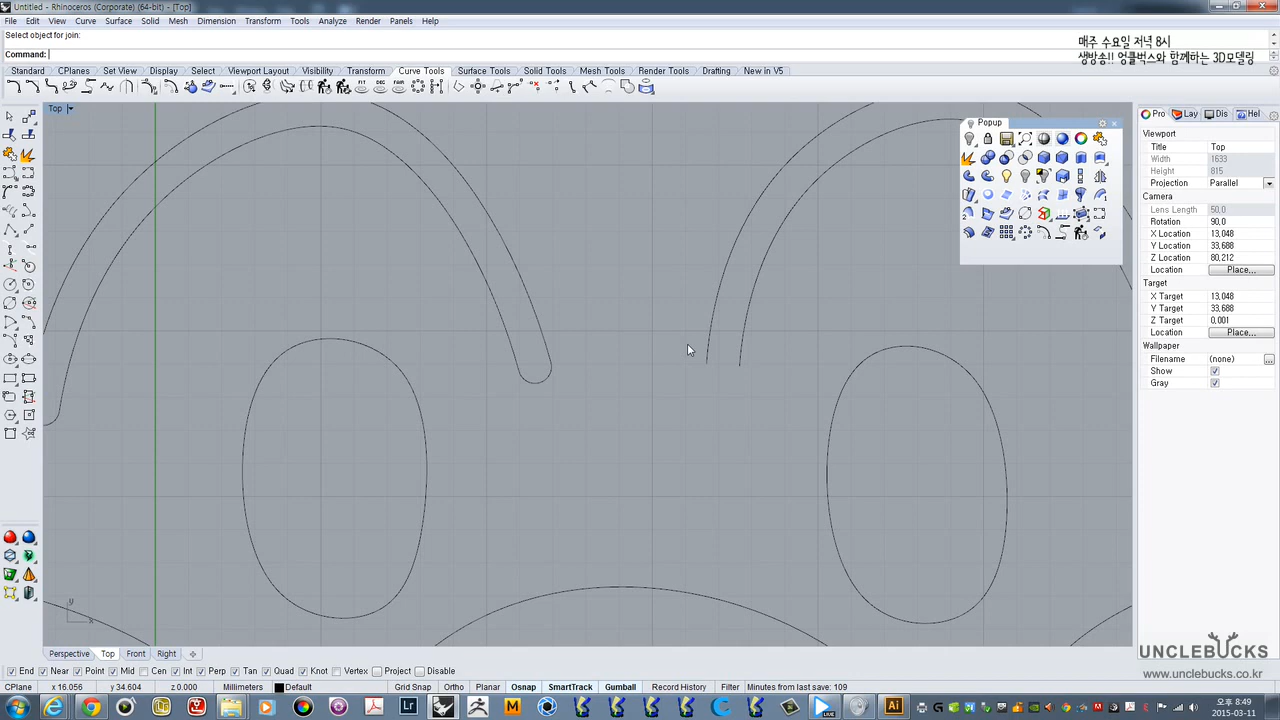 Untitled - Rhinoceros (Corporate) (64-bit) - [Top]
File Edit View Curve Surface Solid Mesh Dimension Transform Tools Analyze Render Panels Help
Select object for join:
Command:
매주 수요일 저녁 8시
생방송!! 엉클벅스와 함께하는 3D모델링
Standard CPlanes Set View Display Select Viewport Layout Visibility Transform Curve Tools Surface Tools Solid Tools Mesh Tools Render Tools Drafting New in V5
Top
Popup
Pro Lay Dis Hel
Viewport
Title Top
Width 1633
Height 815
Projection Parallel
Camera
Lens Length 50,0
Rotation 90,0
X Location 13,048
Y Location 33,688
Z Location 80,212
Location Place...
Target
X Target 13,048
Y Target 33,688
Z Target 0,001
Location Place...
Wallpaper
Filename (none) ...
Show
Gray
y
x
Perspective Top Front Right
UNCLEBUCKS
www.unclebucks.co.kr
End Near Point Mid Cen Int Perp Tan Quad Knot Vertex Project Disable
CPlane x 16.056 y 34.604 z 0.000 Millimeters Default Grid Snap Ortho Planar Osnap SmartTrack Gumball Record History Filter Minutes from last save: 109
Lr M LIVE Ai
오후 8:49
2015-03-11